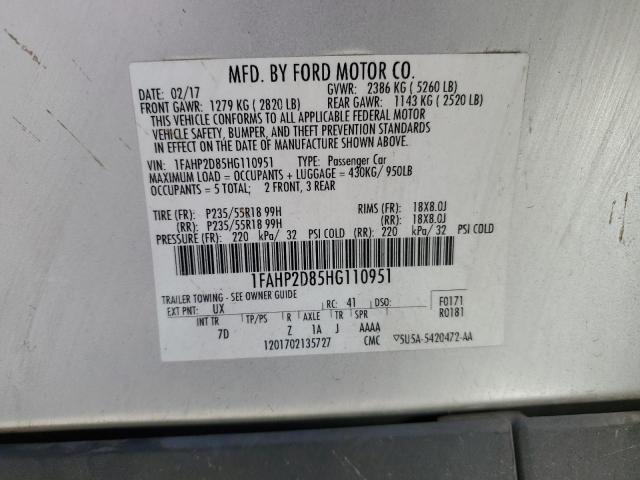 MFD. BY FORD MOTOR CO.
DATE: 02/17 GVWR: 2386 KG ( 5260 LB)
FRONT GAWR: 1279 KG ( 2820 LB) REAR GAWR: 1143 KG ( 2520 LB)
THIS VEHICLE CONFORMS TO ALL APPLICABLE FEDERAL MOTOR
VEHICLE SAFETY, BUMPER, AND THEFT PREVENTION STANDARDS
IN EFFECT ON THE DATE OF MANUFACTURE SHOWN ABOVE.
VIN: 1FAHP2D85HG110951 TYPE: Passenger Car
MAXIMUM LOAD = OCCUPANTS + LUGGAGE = 430KG/ 950LB
OCCUPANTS = 5 TOTAL; 2 FRONT, 3 REAR
TIRE (FR): P235/55R18 99H RIMS (FR): 18X8.0J
(RR): P235/55R18 99H (RR): 18X8.0J
PRESSURE (FR): 220 kPa/ 32 PSI COLD (RR): 220 kPa/ 32 PSI COLD
1FAHP2D85HG110951
TRAILER TOWING - SEE OWNER GUIDE
EXT PNT: UX RC: 41 DSO: F0171
INT TR TP/PS R AXLE TR SPR R0181
7D Z 1A J AAAA
1201702135727 CMC ▽5U5A-5420472-AA